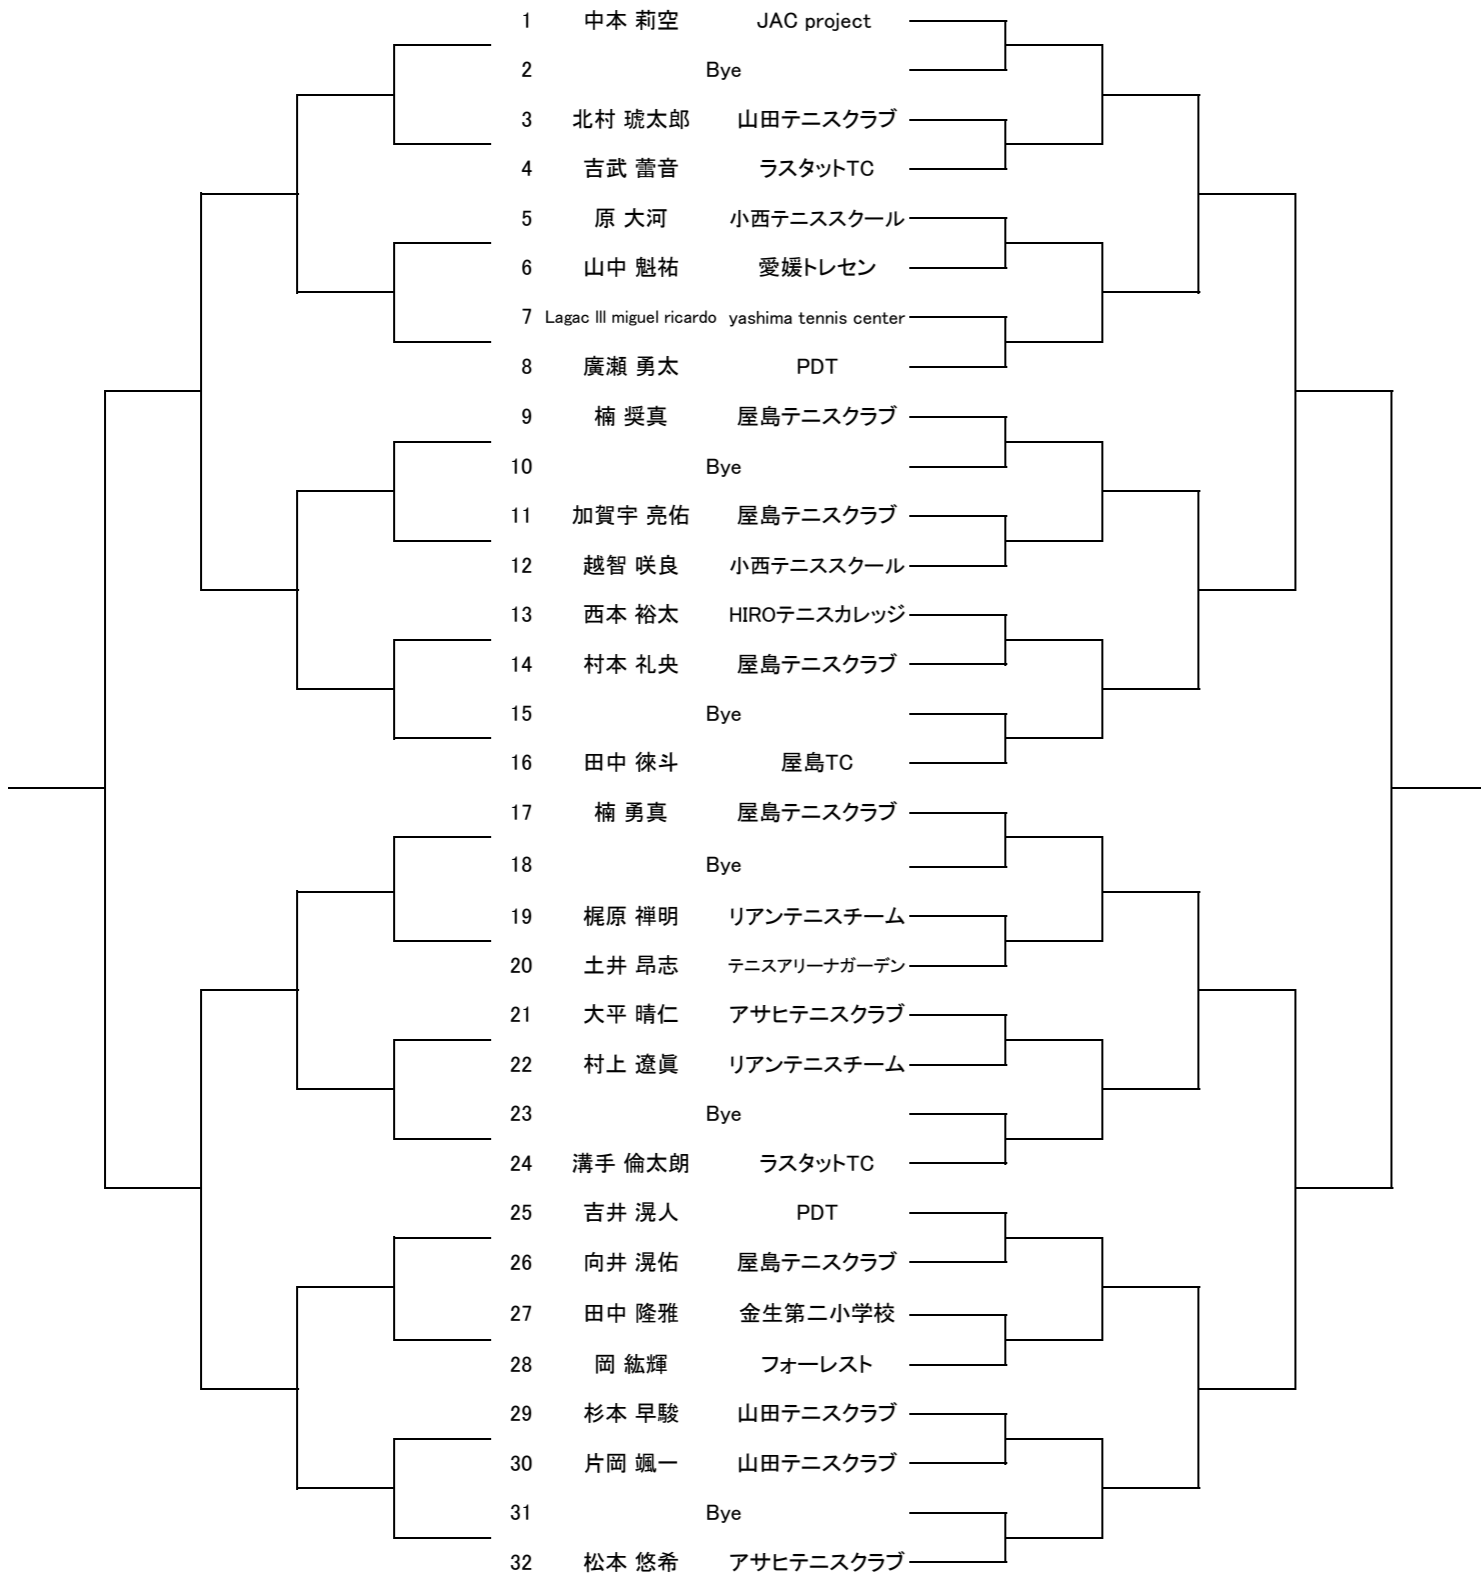 1 中本 莉空 JAC project
2 Bye
3 北村 琥太郎 山田テニスクラブ
4 吉武 蕾音 ラスタットTC
5 原 大河 小西テニススクール
6 山中 魁祐 愛媛トレセン
7 Lagac III miguel ricardo yashima tennis center
8 廣瀬 勇太 PDT
9 楠 奨真 屋島テニスクラブ
10 Bye
11 加賀宇 亮佑 屋島テニスクラブ
12 越智 咲良 小西テニススクール
13 西本 裕太 HIROテニスカレッジ
14 村本 礼央 屋島テニスクラブ
15 Bye
16 田中 徠斗 屋島TC
17 楠 勇真 屋島テニスクラブ
18 Bye
19 梶原 禅明 リアンテニスチーム
20 土井 昂志 テニスアリーナガーデン
21 大平 晴仁 アサヒテニスクラブ
22 村上 遼眞 リアンテニスチーム
23 Bye
24 溝手 倫太朗 ラスタットTC
25 吉井 滉人 PDT
26 向井 滉佑 屋島テニスクラブ
27 田中 隆雅 金生第二小学校
28 岡 紘輝 フォーレスト
29 杉本 早駿 山田テニスクラブ
30 片岡 颯一 山田テニスクラブ
31 Bye
32 松本 悠希 アサヒテニスクラブ